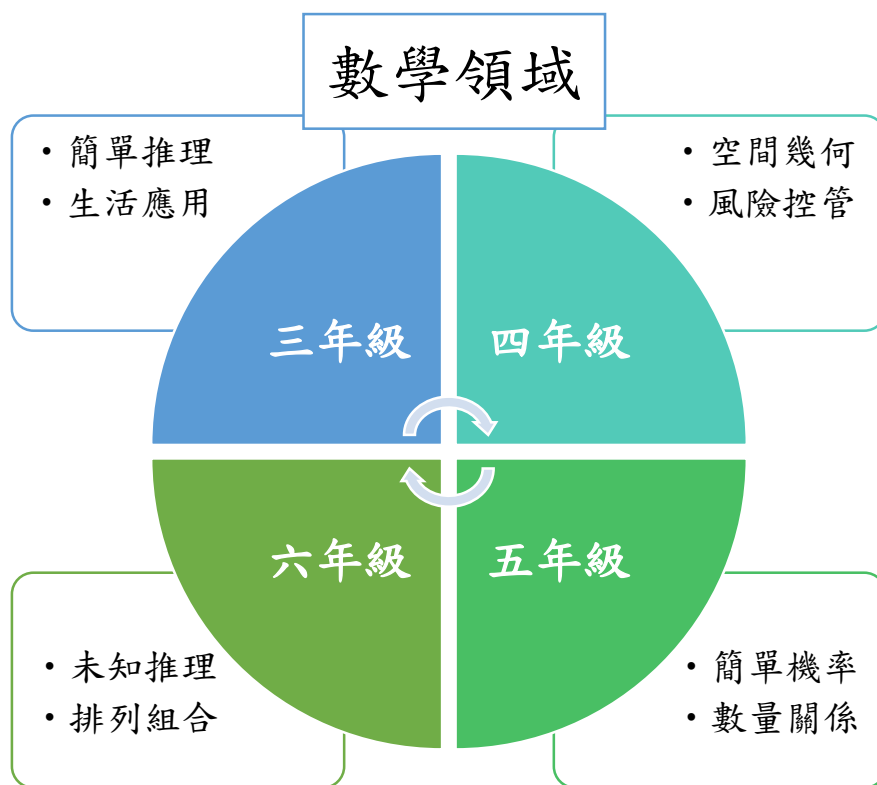 數學領域
• 簡單推理
• 生活應用
• 空間幾何
• 風險控管
三年級
四年級
六年級
五年級
• 未知推理
• 排列組合
• 簡單機率
• 數量關係